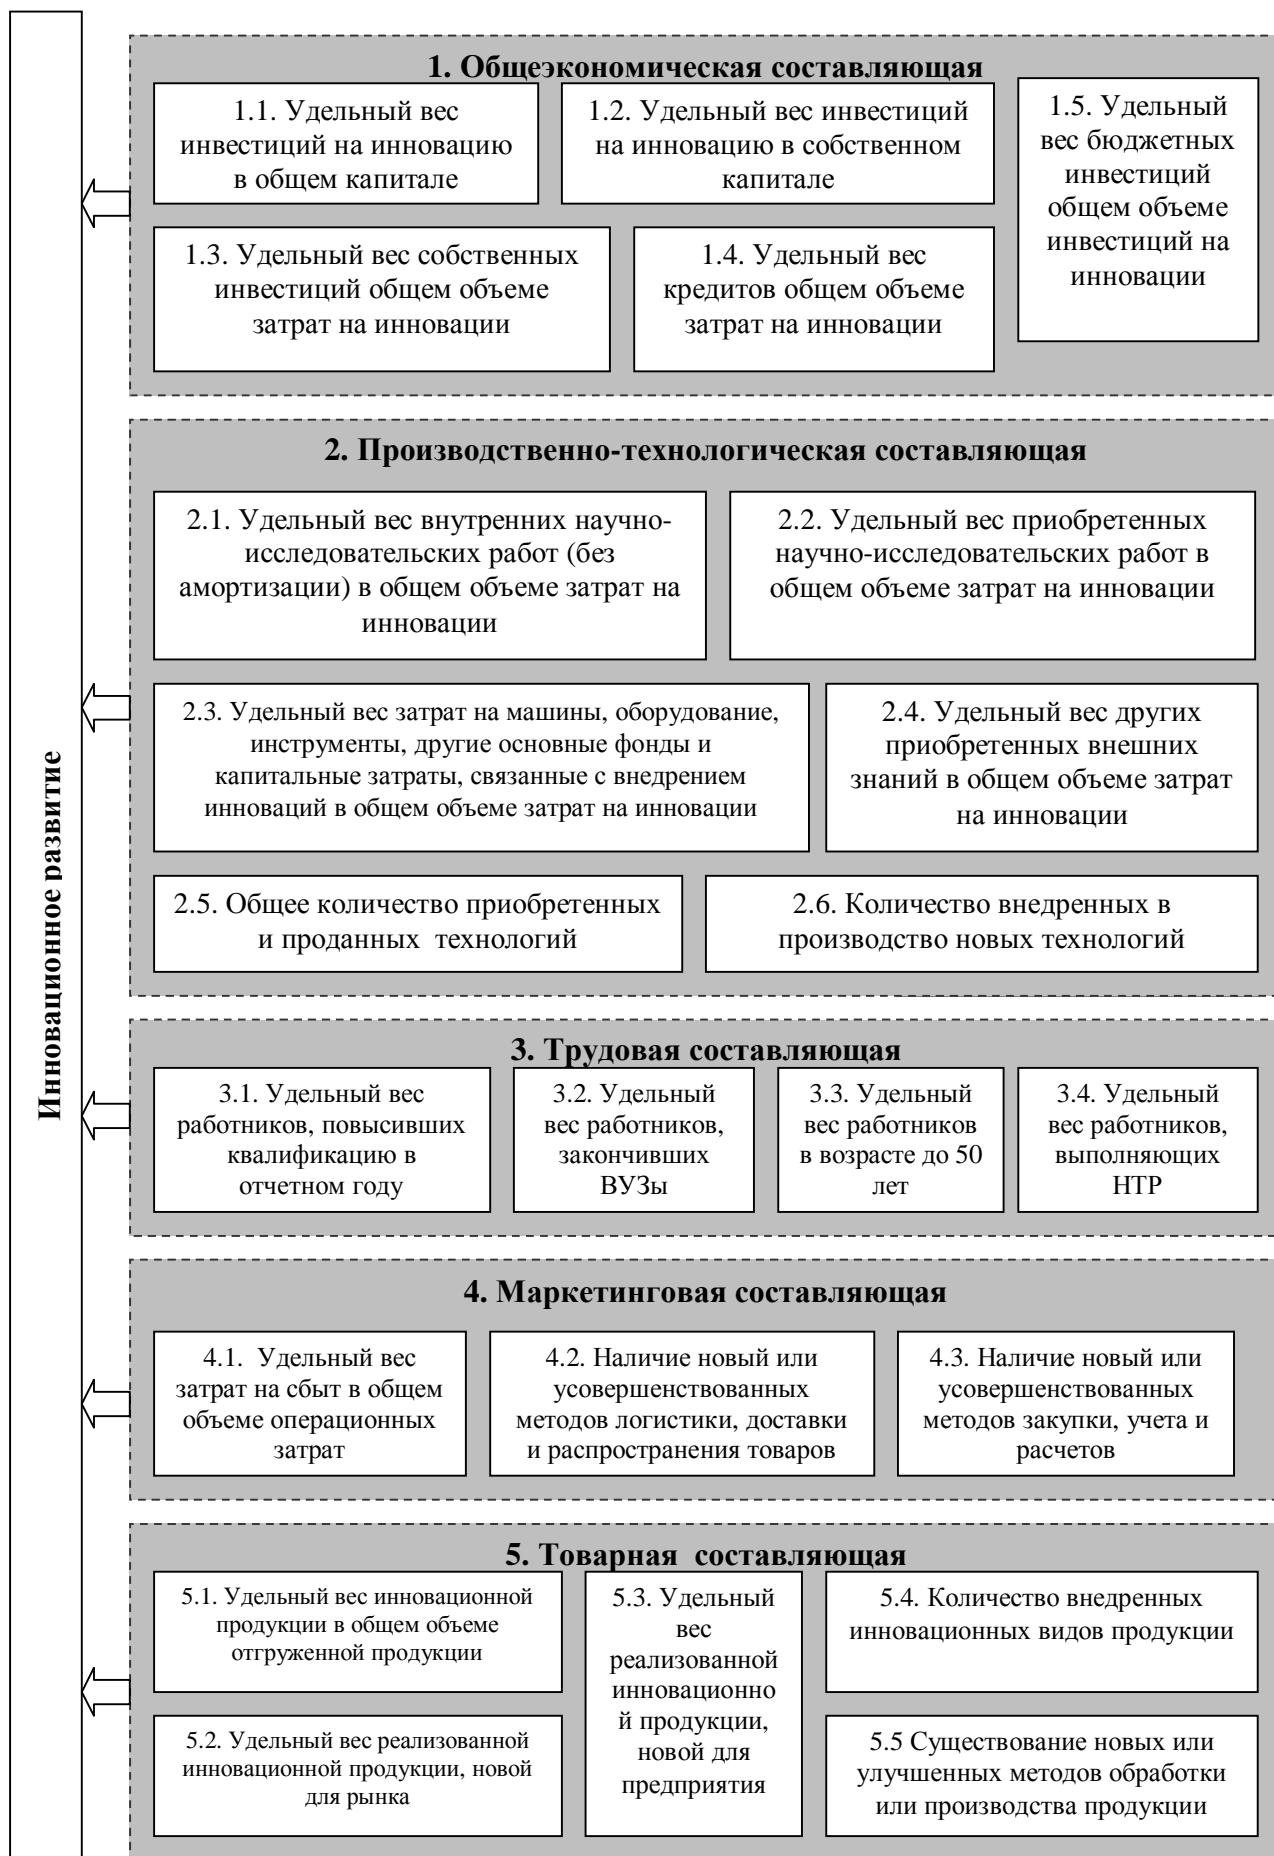 Инновационное развитие
1. Общеэкономическая составляющая
1.1. Удельный вес
инвестиций на инновацию
в общем капитале
1.2. Удельный вес инвестиций
на инновацию в собственном
капитале
1.3. Удельный вес собственных
инвестиций общем объеме
затрат на инновации
1.4. Удельный вес
кредитов общем объеме
затрат на инновации
1.5. Удельный
вес бюджетных
инвестиций
общем объеме
инвестиций на
инновации
2. Производственно-технологическая составляющая
2.1. Удельный вес внутренних научно-
исследовательских работ (без
амортизации) в общем объеме затрат на
инновации
2.2. Удельный вес приобретенных
научно-исследовательских работ в
общем объеме затрат на инновации
2.3. Удельный вес затрат на машины, оборудование,
инструменты, другие основные фонды и
капитальные затраты, связанные с внедрением
инноваций в общем объеме затрат на инновации
2.4. Удельный вес других
приобретенных внешних
знаний в общем объеме затрат
на инновации
2.5. Общее количество приобретенных
и проданных технологий
2.6. Количество внедренных в
производство новых технологий
3. Трудовая составляющая
3.1. Удельный вес
работников, повысивших
квалификацию в
отчетном году
3.2. Удельный
вес работников,
закончивших
ВУЗы
3.3. Удельный
вес работников
в возрасте до 50
лет
3.4. Удельный
вес работников,
выполняющих
НТР
4. Маркетинговая составляющая
4.1. Удельный вес
затрат на сбыт в общем
объеме операционных
затрат
4.2. Наличие новый или
усовершенствованных
методов логистики, доставки
и распространения товаров
4.3. Наличие новый или
усовершенствованных
методов закупки, учета и
расчетов
5. Товарная составляющая
5.1. Удельный вес инновационной
продукции в общем объеме
отгруженной продукции
5.2. Удельный вес реализованной
инновационной продукции, новой
для рынка
5.3. Удельный
вес
реализованной
инновационно
й продукции,
новой для
предприятия
5.4. Количество внедренных
инновационных видов продукции
5.5 Существование новых или
улучшенных методов обработки
или производства продукции